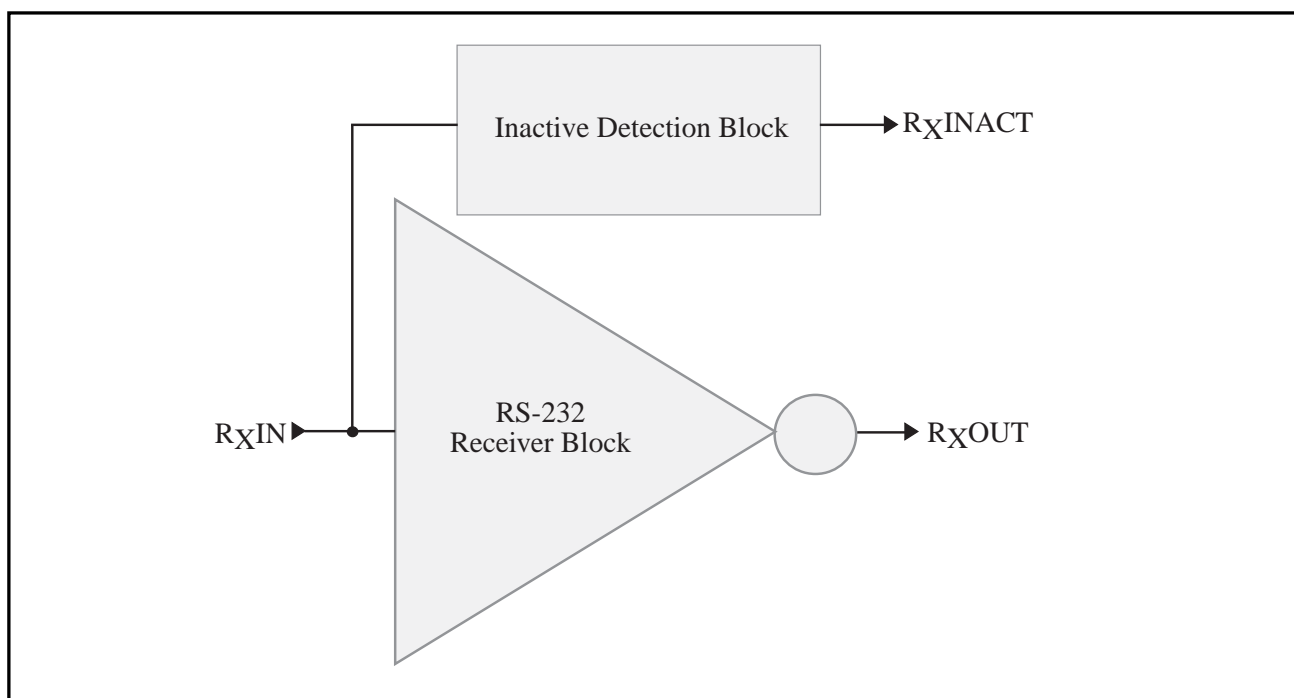 Inactive Detection Block
RXINACT
RS-232
Receiver Block
RXIN
RXOUT